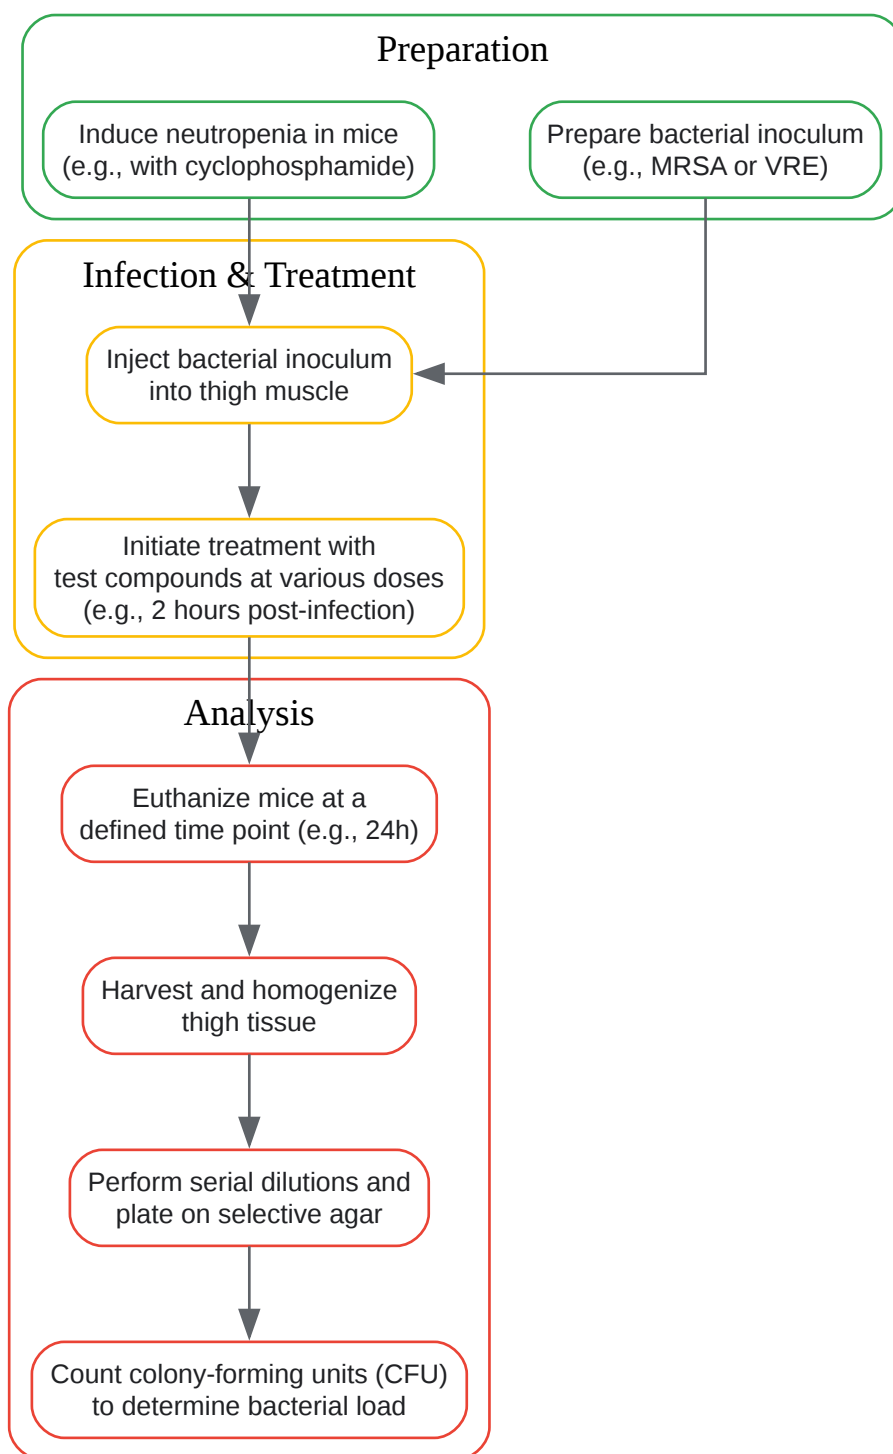 Preparation
Induce neutropenia in mice
(e.g., with cyclophosphamide)
Prepare bacterial inoculum
(e.g., MRSA or VRE)
Infection & Treatment
Inject bacterial inoculum
into thigh muscle
Initiate treatment with
test compounds at various doses
(e.g., 2 hours post-infection)
Analysis
Euthanize mice at a
defined time point (e.g., 24h)
Harvest and homogenize
thigh tissue
Perform serial dilutions and
plate on selective agar
Count colony-forming units (CFU)
to determine bacterial load